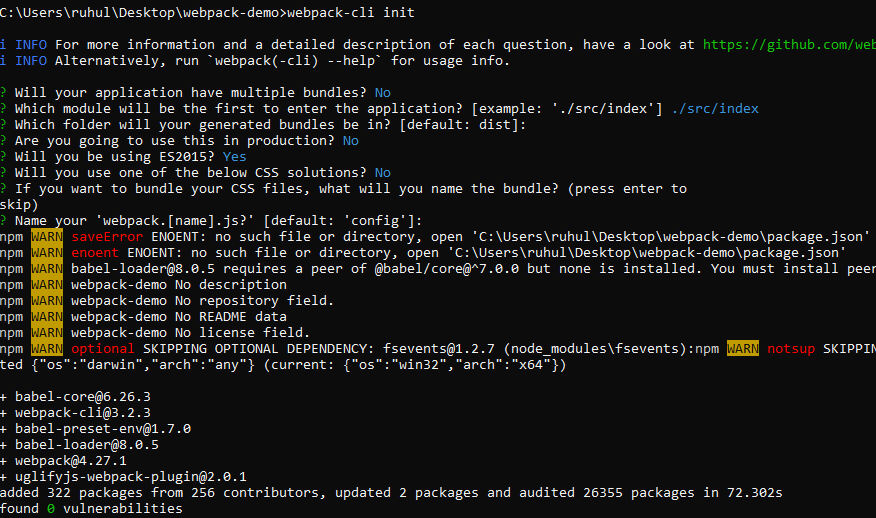 C:\Users\ruhul\Desktop\webpack-demo>webpack-cli init
i INFO For more information and a detailed description of each question, have a look at https://github.com/web
i INFO Alternatively, run `webpack(-cli) --help` for usage info.
? Will your application have multiple bundles? No
? Which module will be the first to enter the application? [example: './src/index'] ./src/index
? Which folder will your generated bundles be in? [default: dist]:
? Are you going to use this in production? No
? Will you be using ES2015? Yes
? Will you use one of the below CSS solutions? No
? If you want to bundle your CSS files, what will you name the bundle? (press enter to
skip)
? Name your 'webpack.[name].js?' [default: 'config']:
npm WARN saveError ENOENT: no such file or directory, open 'C:\Users\ruhul\Desktop\webpack-demo\package.json'
npm WARN enoent ENOENT: no such file or directory, open 'C:\Users\ruhul\Desktop\webpack-demo\package.json'
npm WARN babel-loader@8.0.5 requires a peer of @babel/core@^7.0.0 but none is installed. You must install peer
npm WARN webpack-demo No description
npm WARN webpack-demo No repository field.
npm WARN webpack-demo No README data
npm WARN webpack-demo No license field.
npm WARN optional SKIPPING OPTIONAL DEPENDENCY: fsevents@1.2.7 (node_modules\fsevents):npm WARN notsup SKIPPIN
ted {"os":"darwin","arch":"any"} (current: {"os":"win32","arch":"x64"})
+ babel-core@6.26.3
+ webpack-cli@3.2.3
+ babel-preset-env@1.7.0
+ babel-loader@8.0.5
+ webpack@4.27.1
+ uglifyjs-webpack-plugin@2.0.1
added 322 packages from 256 contributors, updated 2 packages and audited 26355 packages in 72.302s
found 0 vulnerabilities